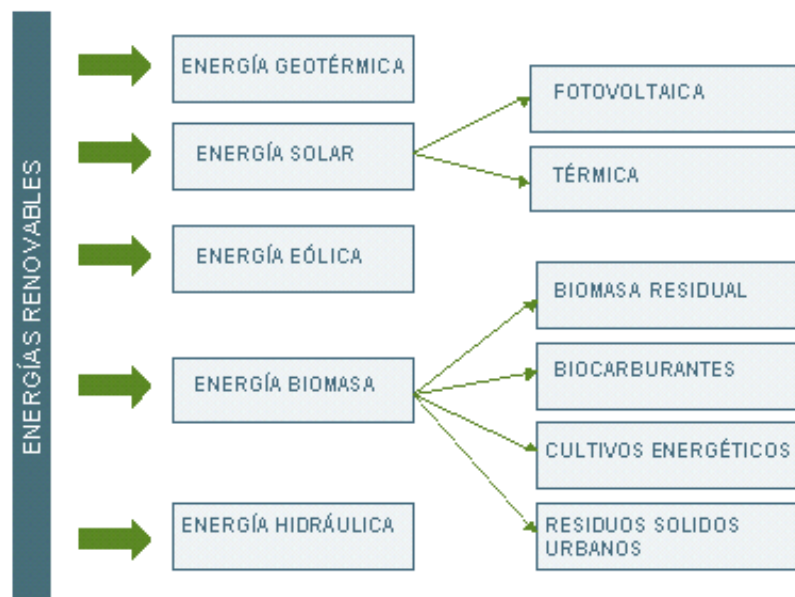 ENERGÍAS RENOVABLES
ENERGÍA GEOTÉRMICA
ENERGÍA SOLAR
FOTOVOLTAICA
TÉRMICA
ENERGÍA EÓLICA
ENERGÍA BIOMASA
BIOMASA RESIDUAL
BIOCARBURANTES
CULTIVOS ENERGÉTICOS
RESIDUOS SOLIDOS
URBANOS
ENERGÍA HIDRÁULICA